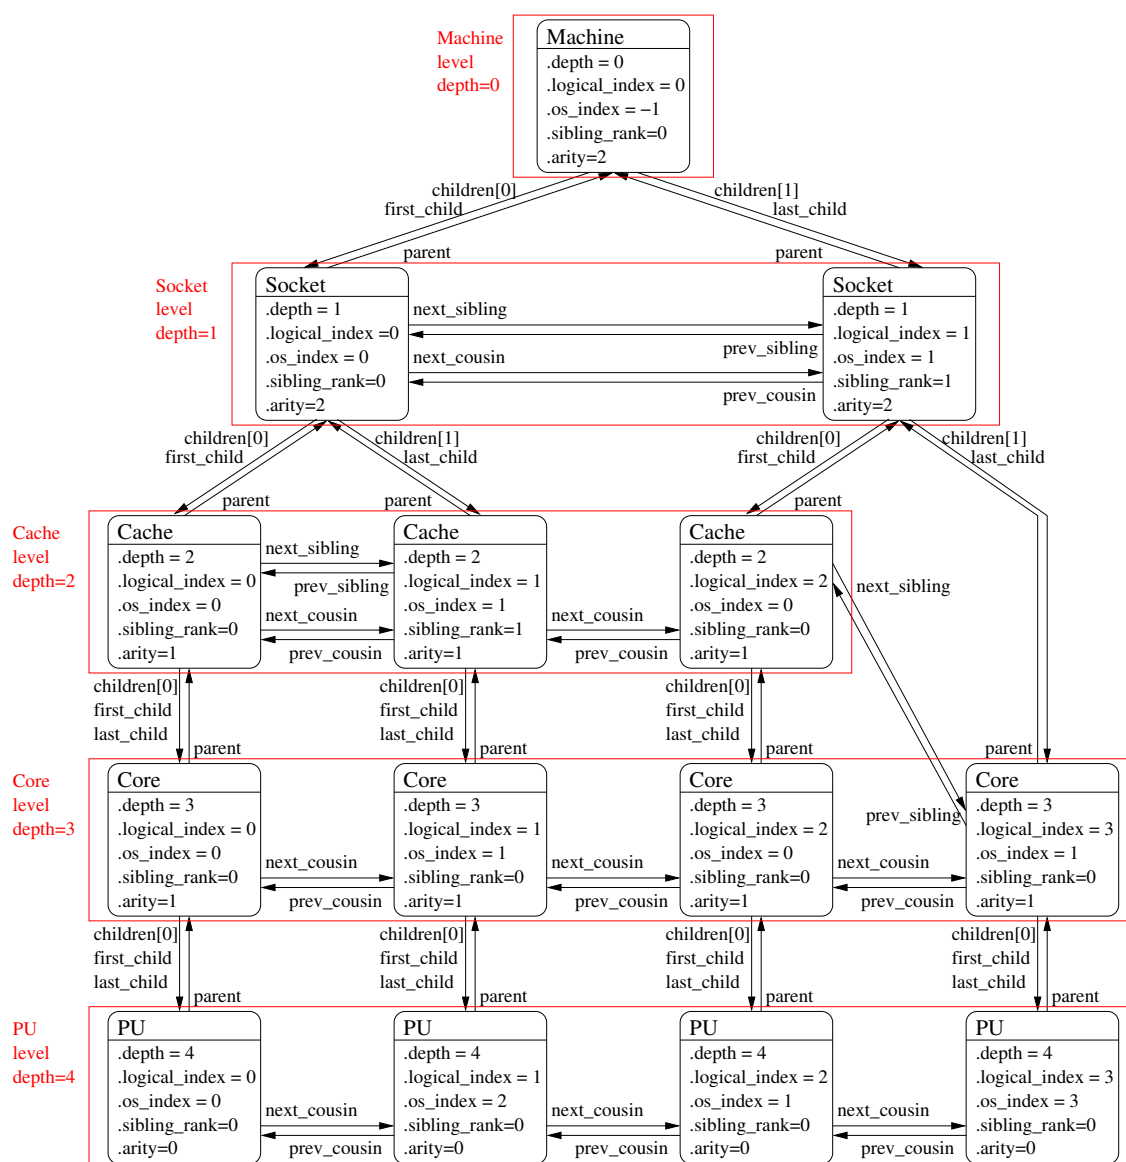 Machine
level
depth=0
Machine
.depth = 0
.logical_index = 0
.os_index = −1
.sibling_rank=0
.arity=2
children[0]
first_child
parent
children[1]
last_child
parent
Socket
level
depth=1
Socket
.depth = 1
.logical_index =0
.os_index = 0
.sibling_rank=0
.arity=2
next_sibling
prev_sibling
next_cousin
prev_cousin
Socket
.depth = 1
.logical_index = 1
.os_index = 1
.sibling_rank=1
.arity=2
children[0]
first_child
parent
children[1]
last_child
parent
children[0]
first_child
parent
children[1]
last_child
Cache
level
depth=2
Cache
.depth = 2
.logical_index = 0
.os_index = 0
.sibling_rank=0
.arity=1
next_sibling
prev_sibling
next_cousin
prev_cousin
Cache
.depth = 2
.logical_index = 1
.os_index = 1
.sibling_rank=1
.arity=1
next_cousin
prev_cousin
Cache
.depth = 2
.logical_index = 2
.os_index = 0
.sibling_rank=0
.arity=1
next_sibling
children[0]
first_child
last_child
parent
children[0]
first_child
last_child
parent
children[0]
first_child
last_child
parent
parent
Core
level
depth=3
Core
.depth = 3
.logical_index = 0
.os_index = 0
.sibling_rank=0
.arity=1
next_cousin
prev_cousin
Core
.depth = 3
.logical_index = 1
.os_index = 1
.sibling_rank=0
.arity=1
next_cousin
prev_cousin
Core
.depth = 3
.logical_index = 2
.os_index = 0
.sibling_rank=0
.arity=1
prev_sibling
next_cousin
prev_cousin
Core
.depth = 3
.logical_index = 3
.os_index = 1
.sibling_rank=0
.arity=1
children[0]
first_child
last_child
parent
children[0]
first_child
last_child
parent
children[0]
first_child
last_child
parent
children[0]
first_child
last_child
parent
PU
level
depth=4
PU
.depth = 4
.logical_index = 0
.os_index = 0
.sibling_rank=0
.arity=0
next_cousin
prev_cousin
PU
.depth = 4
.logical_index = 1
.os_index = 2
.sibling_rank=0
.arity=0
next_cousin
prev_cousin
PU
.depth = 4
.logical_index = 2
.os_index = 1
.sibling_rank=0
.arity=0
next_cousin
prev_cousin
PU
.depth = 4
.logical_index = 3
.os_index = 3
.sibling_rank=0
.arity=0